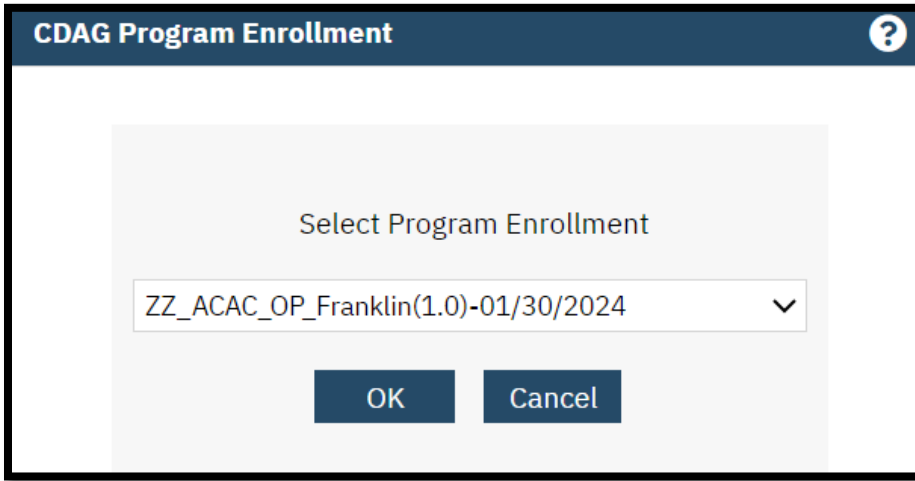 CDAG Program Enrollment ?
Select Program Enrollment
ZZ_ACAC_OP_Franklin(1.0)-01/30/2024
OK Cancel